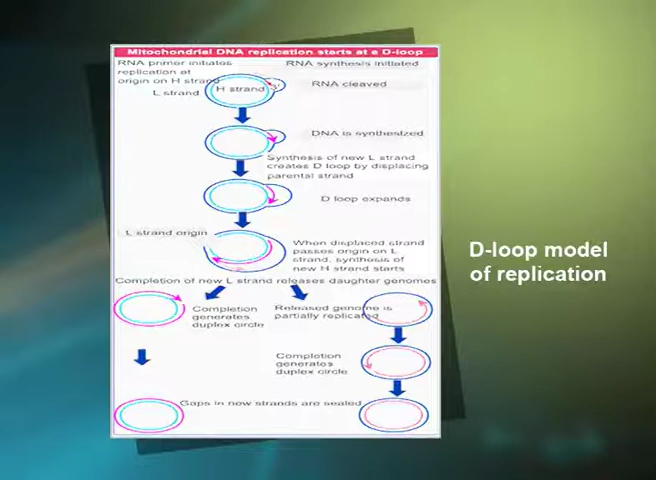 Mitochondrial DNA replication starts at a D-loop
RNA primer initiates
replication at
origin on H strand
RNA synthesis initiated
L strand
H strand
3'
RNA cleaved
DNA is synthesized
Synthesis of new L strand
creates D loop by displacing
parental strand
D loop expands
L strand origin
When displaced strand
passes origin on L
strand, synthesis of
new H strand starts
D-loop model
of replication
Completion of new L strand releases daughter genomes
Completion
generates
duplex circle
Released genome is
partially replicated
Completion
generates
duplex circle
Gaps in new strands are sealed